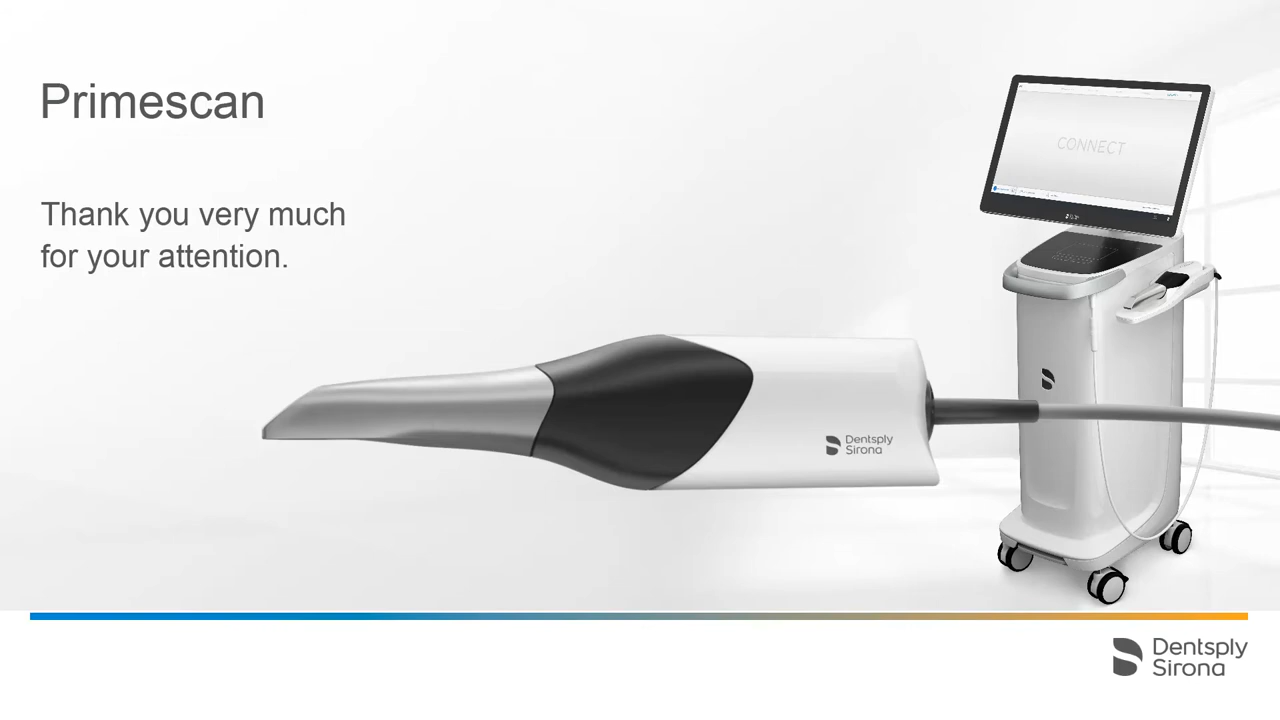 Primescan
Thank you very much
for your attention.
CONNECT
Dentsply
Sirona
Dentsply
Sirona